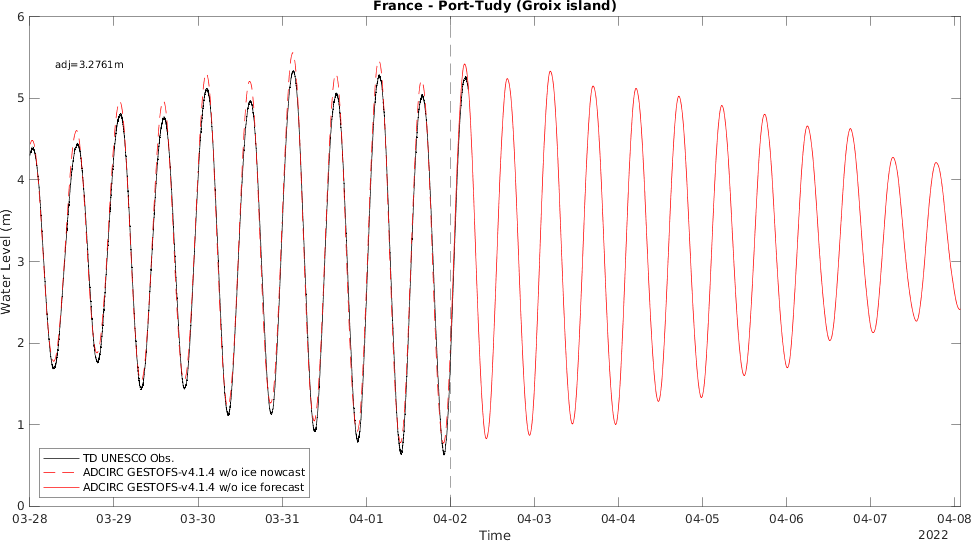 France - Port-Tudy (Groix island)
6
adj=3.2761m
5
4
3
2
1
0
Water Level (m)
TD UNESCO Obs.
ADCIRC GESTOFS-v4.1.4 w/o ice nowcast
ADCIRC GESTOFS-v4.1.4 w/o ice forecast
03-28 03-29 03-30 03-31 04-01 04-02 04-03 04-04 04-05 04-06 04-07 04-08
Time
2022